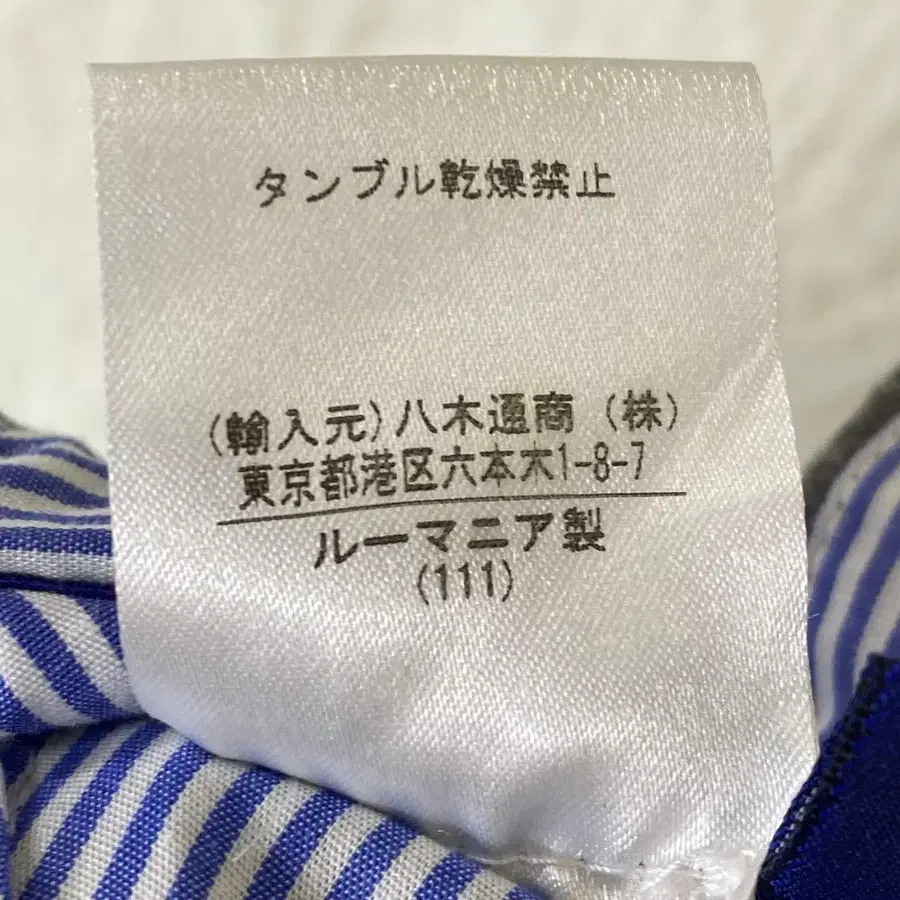 タンブル乾燥禁止
(輸入元)八木通商(株)
東京都港区六本木1-8-7
ルーマニア製
(111)